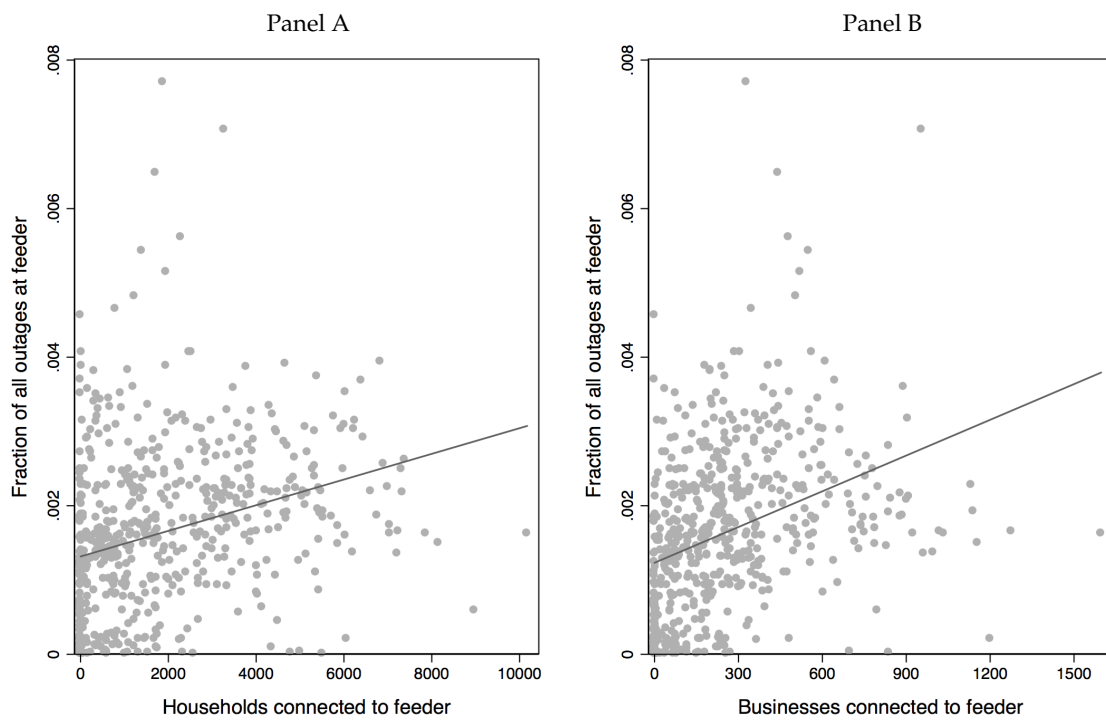 Panel A
Fraction of all outages at feeder
.008
.006
.004
.002
0
0 2000 4000 6000 8000 10000
Households connected to feeder
Panel B
Fraction of all outages at feeder
.008
.006
.004
.002
0
0 300 600 900 1200 1500
Businesses connected to feeder